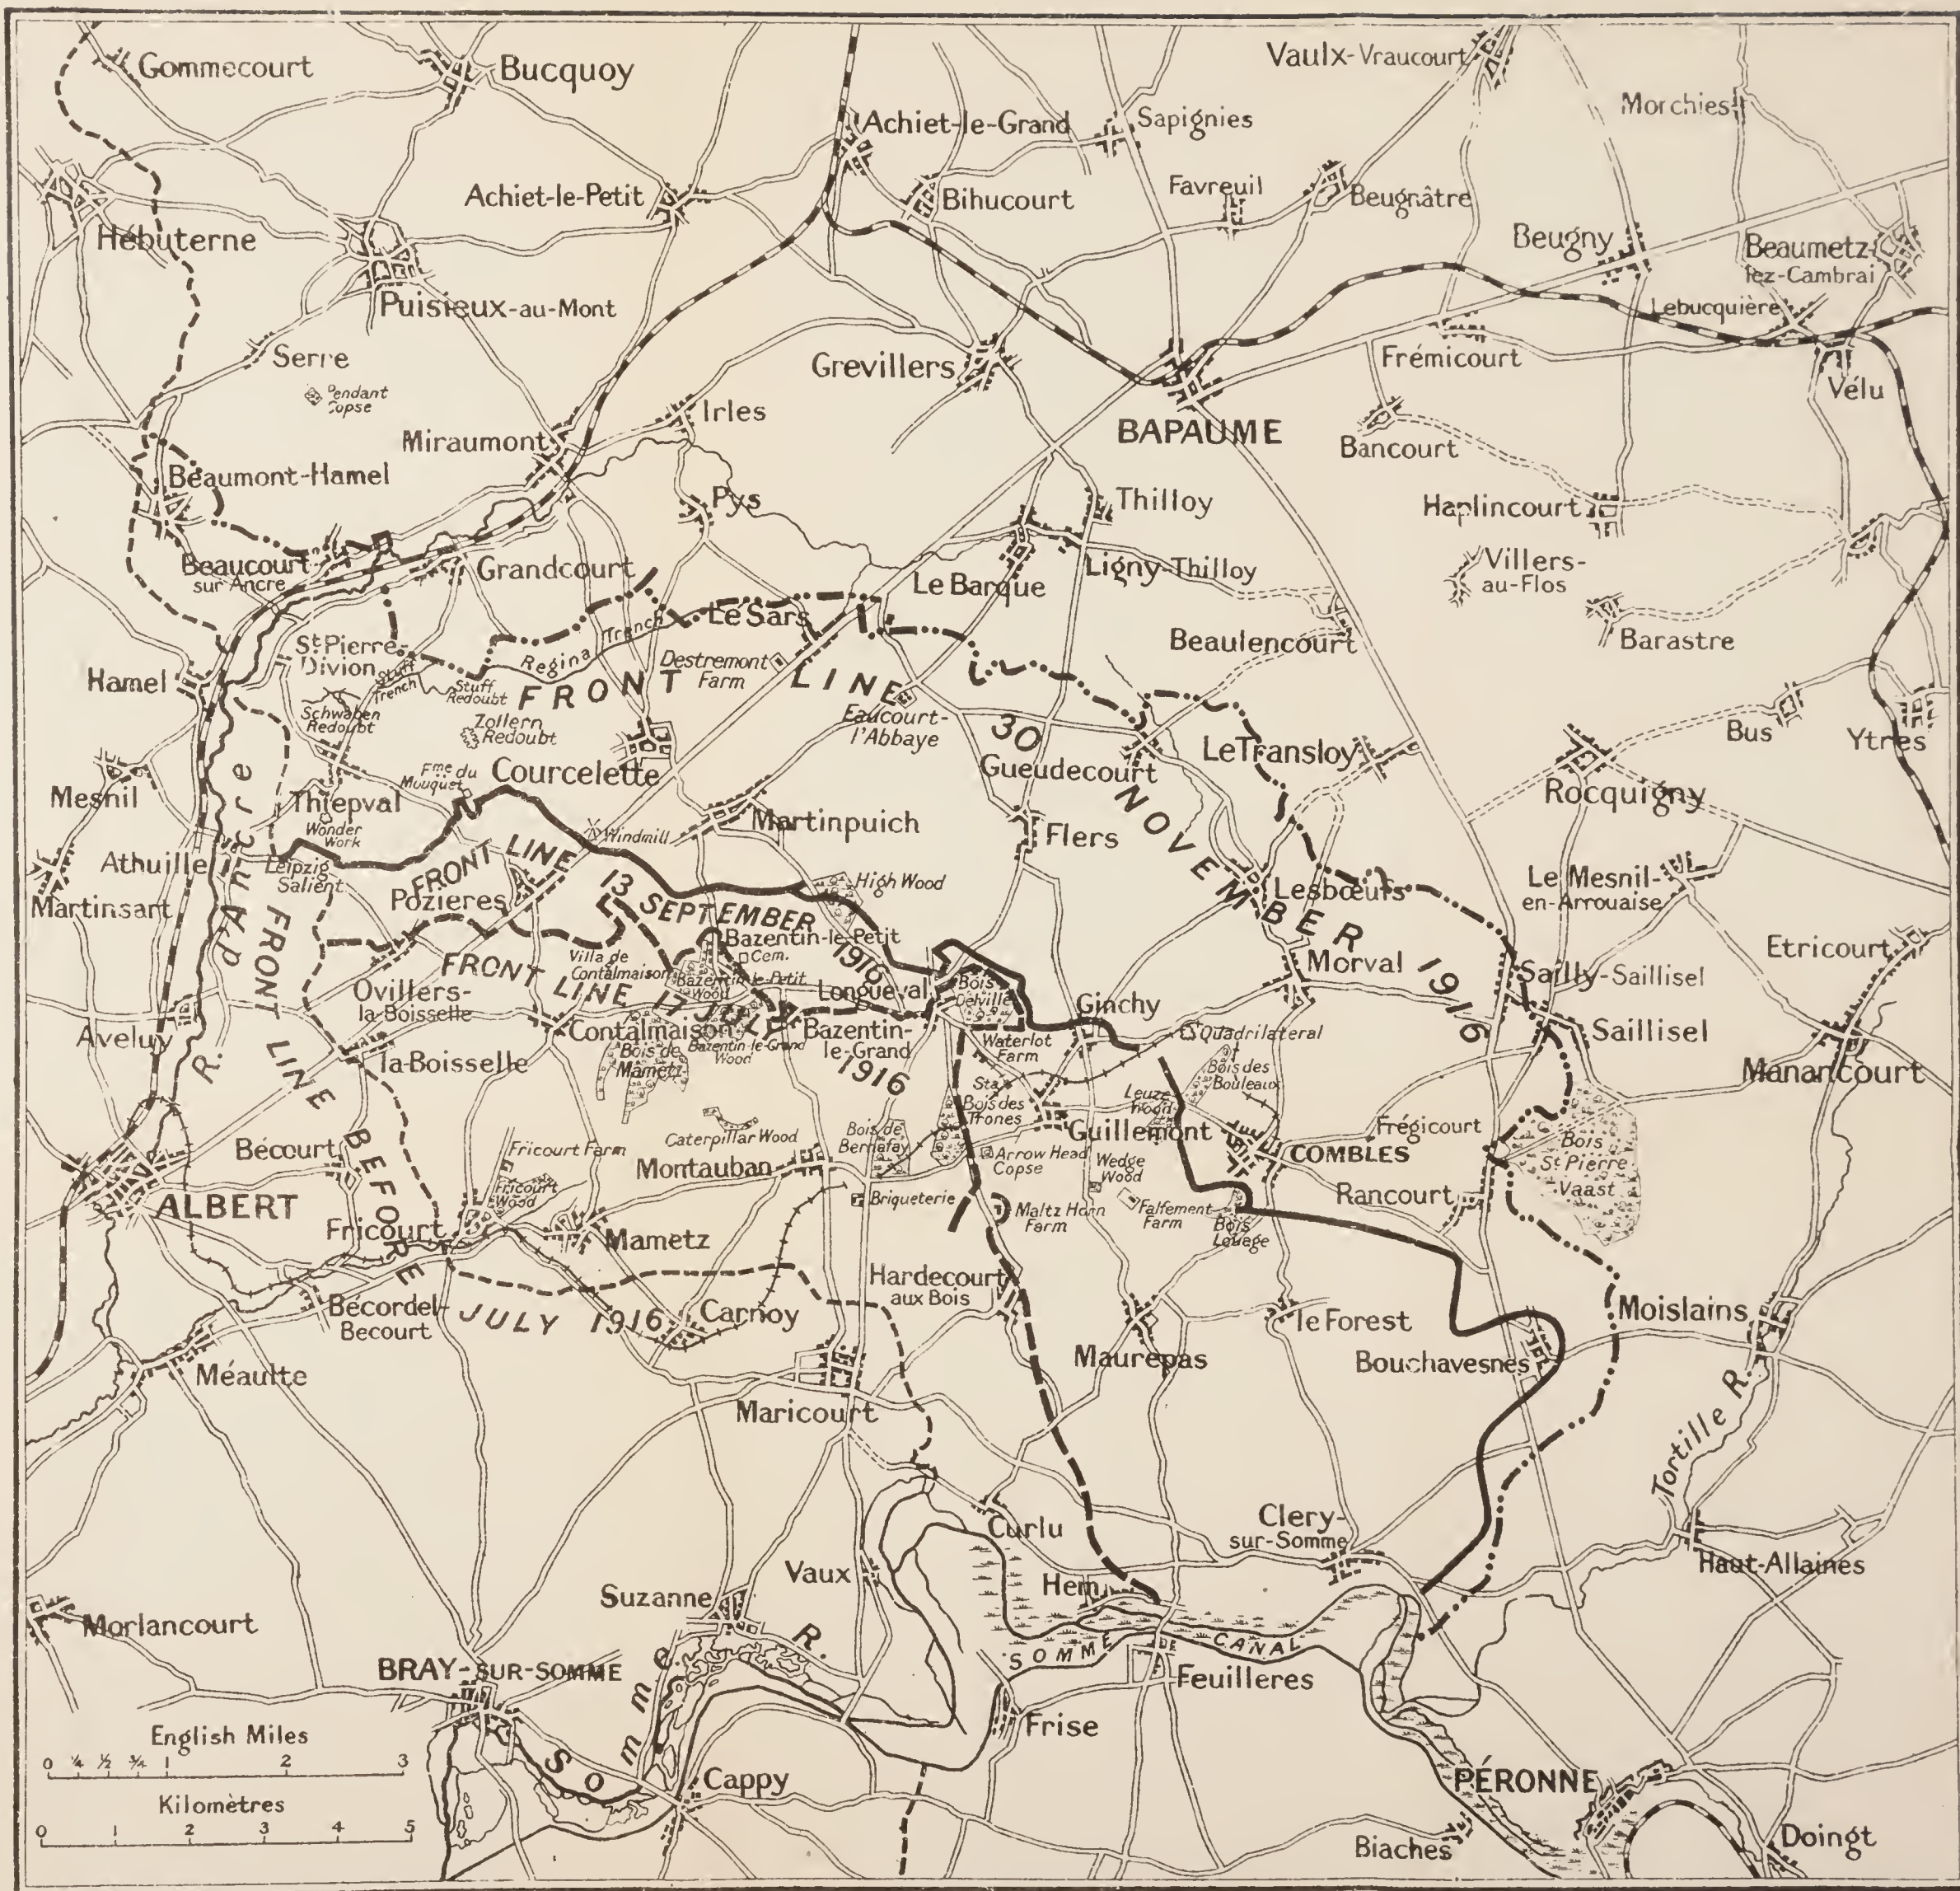 Gommecourt
Bucquoy
Vaulx-Vraucourt
Achiet-le-Grand
Sapignies
Morchies
Achiet-le-Petit
Bihucourt
Favreuil
Beugnâtre
Hébuterne
Beugny
Beaumetz-
lez-Cambrai
Puisieux-au-Mont
Lebucquière
Serre
Grevillers
Frémicourt
Vélu
Pendant
Copse
Irles
Miraumont
BAPAUME
Bancourt
Beaumont-Hamel
Pys
Thilloy
Haplincourt
Beaucourt
sur Ancre
Grandcourt
Le Barque
Ligny-Thilloy
Villers-
au-Flos
Le Sars
Beaulencourt
Barastre
St Pierre-
Divion
Stuff
Trench
Regina
Trench
Destremont
Farm
Hamel
Stuff
Redoubt
FRONT LINE
30 NOVEMBER 1916
Schwaben
Redoubt
Zollern
Redoubt
Eaucourt-
l'Abbaye
Bus
Ytres
Gueudecourt
Le Transloy
Mesnil
Fme du
Mouquet
Courcelette
Rocquigny
Thiepval
Wonder
Work
Windmill
Martinpuich
Flers
Athuille
Leipzig
Salient
FRONT LINE
13 SEPTEMBER
1916
High Wood
Martinsart
Pozieres
Lesbœufs
Le Mesnil-
en-Arrouaise
R. d'Ancre
Bazentin-le-Petit
Cem.
Etricourt
FRONT LINE 17 JULY
1916
Villa de
Contalmaison
Bazentin-le-Petit
Wood
Morval
Sailly-Saillisel
Ovillers-
la-Boisselle
Longueval
Bois
Delville
Ginchy
Aveluy
Contalmaison
Bazentin-
le-Grand
Quadrilateral
Saillisel
la-Boisselle
Bois de
Mametz
Bazentin-le-Grand
Wood
Waterlot
Farm
Bois des
Bouleaux
Manancourt
FRONT LINE BEFORE
JULY 1916
Sta.
Bois des
Trones
Leuze
Wood
Bécourt
Fricourt Farm
Caterpillar Wood
Bois de
Bernafay
Guillemont
Frégicourt
Bois
St Pierre
Vaast
Montauban
Arrow Head
Copse
Wedge
Wood
COMBLES
ALBERT
Fricourt
Wood
Briqueterie
Maltz Horn
Farm
Falfement
Farm
Bois
Louage
Rancourt
Fricourt
Mametz
Hardecourt
aux Bois
Bécordel-
Becourt
Carnoy
le Forest
Moislains
Méaulte
Maurepas
Bouchavesnes
Maricourt
Tortille R.
Curlu
Clery-
sur-Somme
Haut-Allaines
Vaux
Suzanne
Hem
Morlancourt
Somme R.
SOMME
DE
CANAL
BRAY-SUR-SOMME
Feuilleres
Frise
English Miles
0 ¼ ½ ¾ 1 2 3
Cappy
PÉRONNE
Kilomètres
0 1 2 3 4 5
Biaches
Doingt